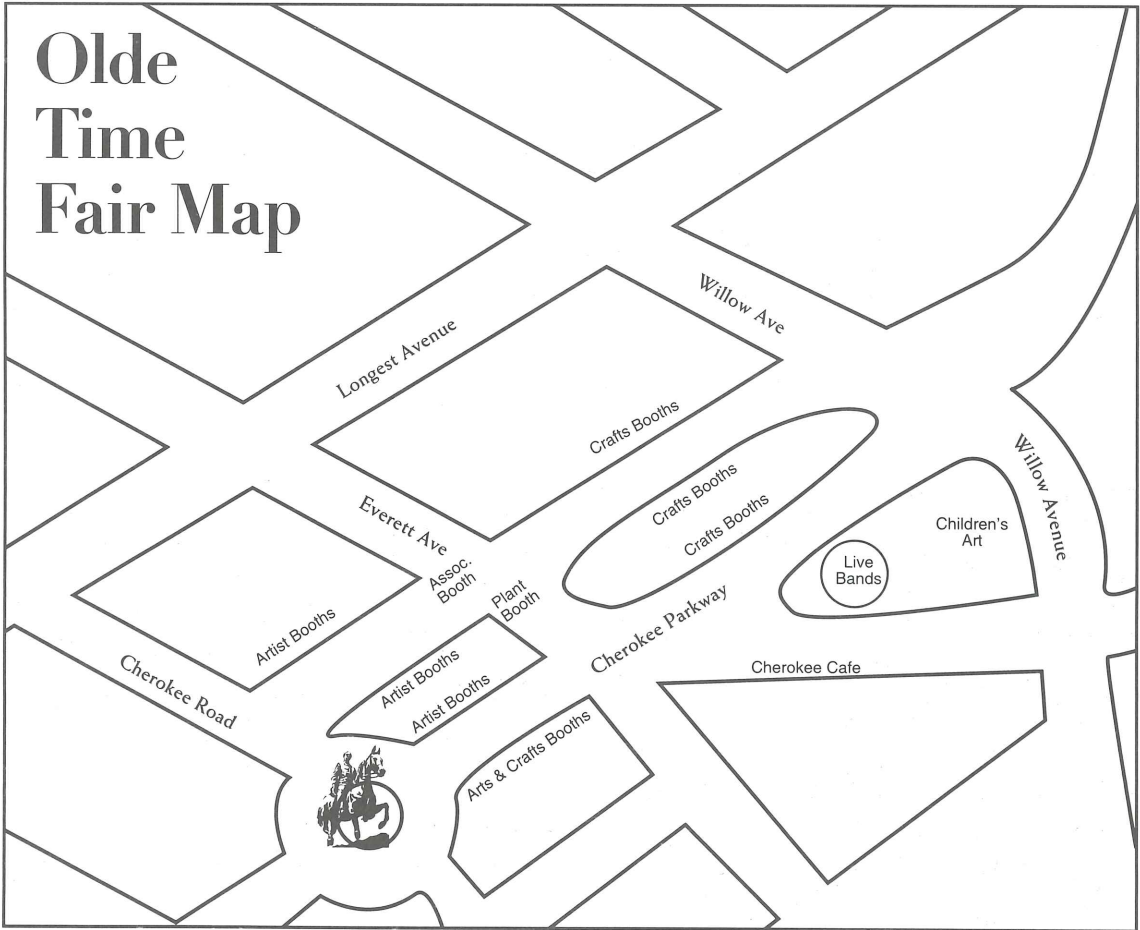 Olde
Time
Fair Map
Willow Ave
Longest Avenue
Crafts Booths
Crafts Booths
Crafts Booths
Willow Avenue
Children's
Art
Live
Bands
Everett Ave
Assoc.
Booth
Plant
Booth
Artist Booths
Cherokee Parkway
Cherokee Road
Artist Booths
Artist Booths
Cherokee Cafe
Arts & Crafts Booths